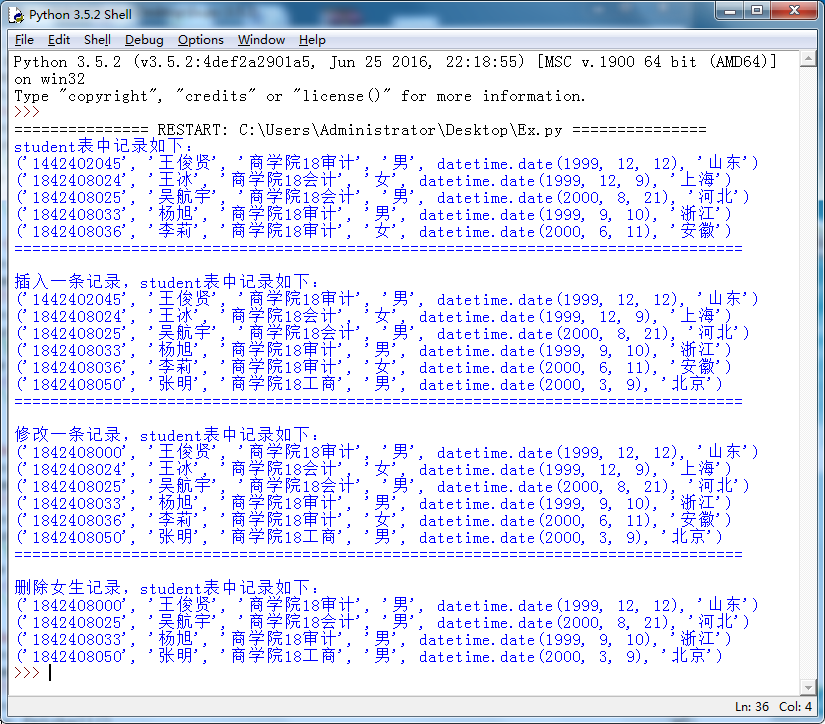 Python 3.5.2 Shell
File Edit Shell Debug Options Window Help
Python 3.5.2 (v3.5.2:4def2a2901a5, Jun 25 2016, 22:18:55) [MSC v.1900 64 bit (AMD64)]
on win32
Type "copyright", "credits" or "license()" for more information.
>>>
=============== RESTART: C:\Users\Administrator\Desktop\Ex.py ===============
student表中记录如下:
('1442402045', '王俊贤', '商学院18审计', '男', datetime.date(1999, 12, 12), '山东')
('1842408024', '王冰', '商学院18会计', '女', datetime.date(1999, 12, 9), '上海')
('1842408025', '吴航宇', '商学院18会计', '男', datetime.date(2000, 8, 21), '河北')
('1842408033', '杨旭', '商学院18审计', '男', datetime.date(1999, 9, 10), '浙江')
('1842408036', '李莉', '商学院18审计', '女', datetime.date(2000, 6, 11), '安徽')
=================================================================================
插入一条记录，student表中记录如下:
('1442402045', '王俊贤', '商学院18审计', '男', datetime.date(1999, 12, 12), '山东')
('1842408024', '王冰', '商学院18会计', '女', datetime.date(1999, 12, 9), '上海')
('1842408025', '吴航宇', '商学院18会计', '男', datetime.date(2000, 8, 21), '河北')
('1842408033', '杨旭', '商学院18审计', '男', datetime.date(1999, 9, 10), '浙江')
('1842408036', '李莉', '商学院18审计', '女', datetime.date(2000, 6, 11), '安徽')
('1842408050', '张明', '商学院18工商', '男', datetime.date(2000, 3, 9), '北京')
=================================================================================
修改一条记录，student表中记录如下:
('1842408000', '王俊贤', '商学院18审计', '男', datetime.date(1999, 12, 12), '山东')
('1842408024', '王冰', '商学院18会计', '女', datetime.date(1999, 12, 9), '上海')
('1842408025', '吴航宇', '商学院18会计', '男', datetime.date(2000, 8, 21), '河北')
('1842408033', '杨旭', '商学院18审计', '男', datetime.date(1999, 9, 10), '浙江')
('1842408036', '李莉', '商学院18审计', '女', datetime.date(2000, 6, 11), '安徽')
('1842408050', '张明', '商学院18工商', '男', datetime.date(2000, 3, 9), '北京')
=================================================================================
删除女生记录，student表中记录如下:
('1842408000', '王俊贤', '商学院18审计', '男', datetime.date(1999, 12, 12), '山东')
('1842408025', '吴航宇', '商学院18会计', '男', datetime.date(2000, 8, 21), '河北')
('1842408033', '杨旭', '商学院18审计', '男', datetime.date(1999, 9, 10), '浙江')
('1842408050', '张明', '商学院18工商', '男', datetime.date(2000, 3, 9), '北京')
>>>
Ln: 36 Col: 4